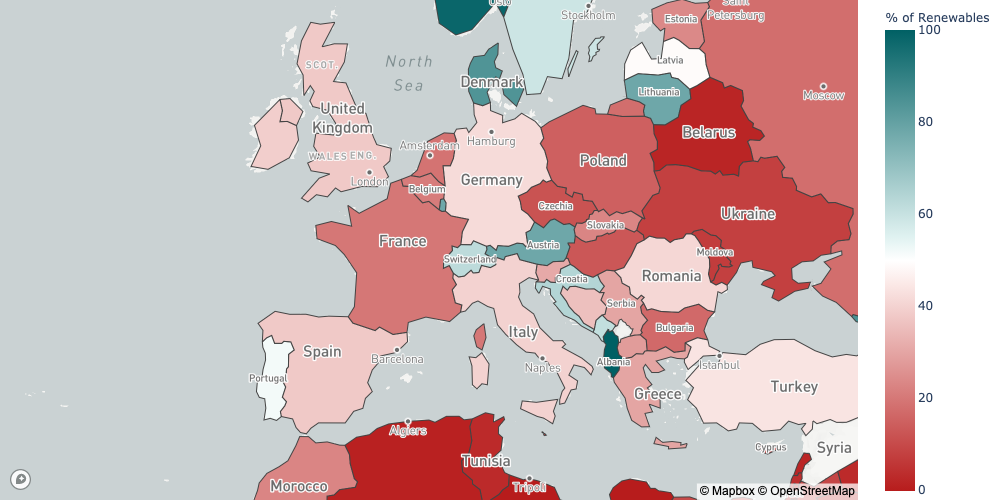 Oslo
Stockholm
Estonia
Saint
Petersburg
% of Renewables
100
North
Sea
SCOT.
Latvia
Denmark
Lithuania
Moscow
80
United
Kingdom
Hamburg
Belarus
Amsterdam
WALES
ENG.
Poland
London
Belgium
Germany
60
Czechia
Ukraine
Slovakia
France
Austria
Switzerland
Moldova
Croatia
Romania
40
Serbia
Italy
Bulgaria
Spain
Barcelona
Albania
Naples
Istanbul
Portugal
Greece
Turkey
20
Algiers
Cyprus
Syria
Tunisia
Morocco
Tripoli
© Mapbox © OpenStreetMap
0